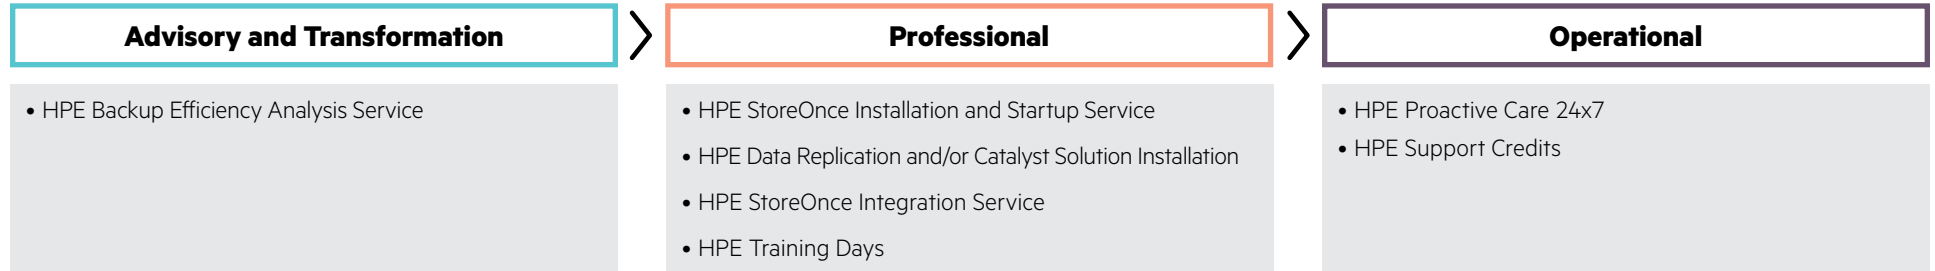 Advisory and Transformation
• HPE Backup Efficiency Analysis Service
Professional
• HPE StoreOnce Installation and Startup Service
• HPE Data Replication and/or Catalyst Solution Installation
• HPE StoreOnce Integration Service
• HPE Training Days
Operational
• HPE Proactive Care 24x7
• HPE Support Credits